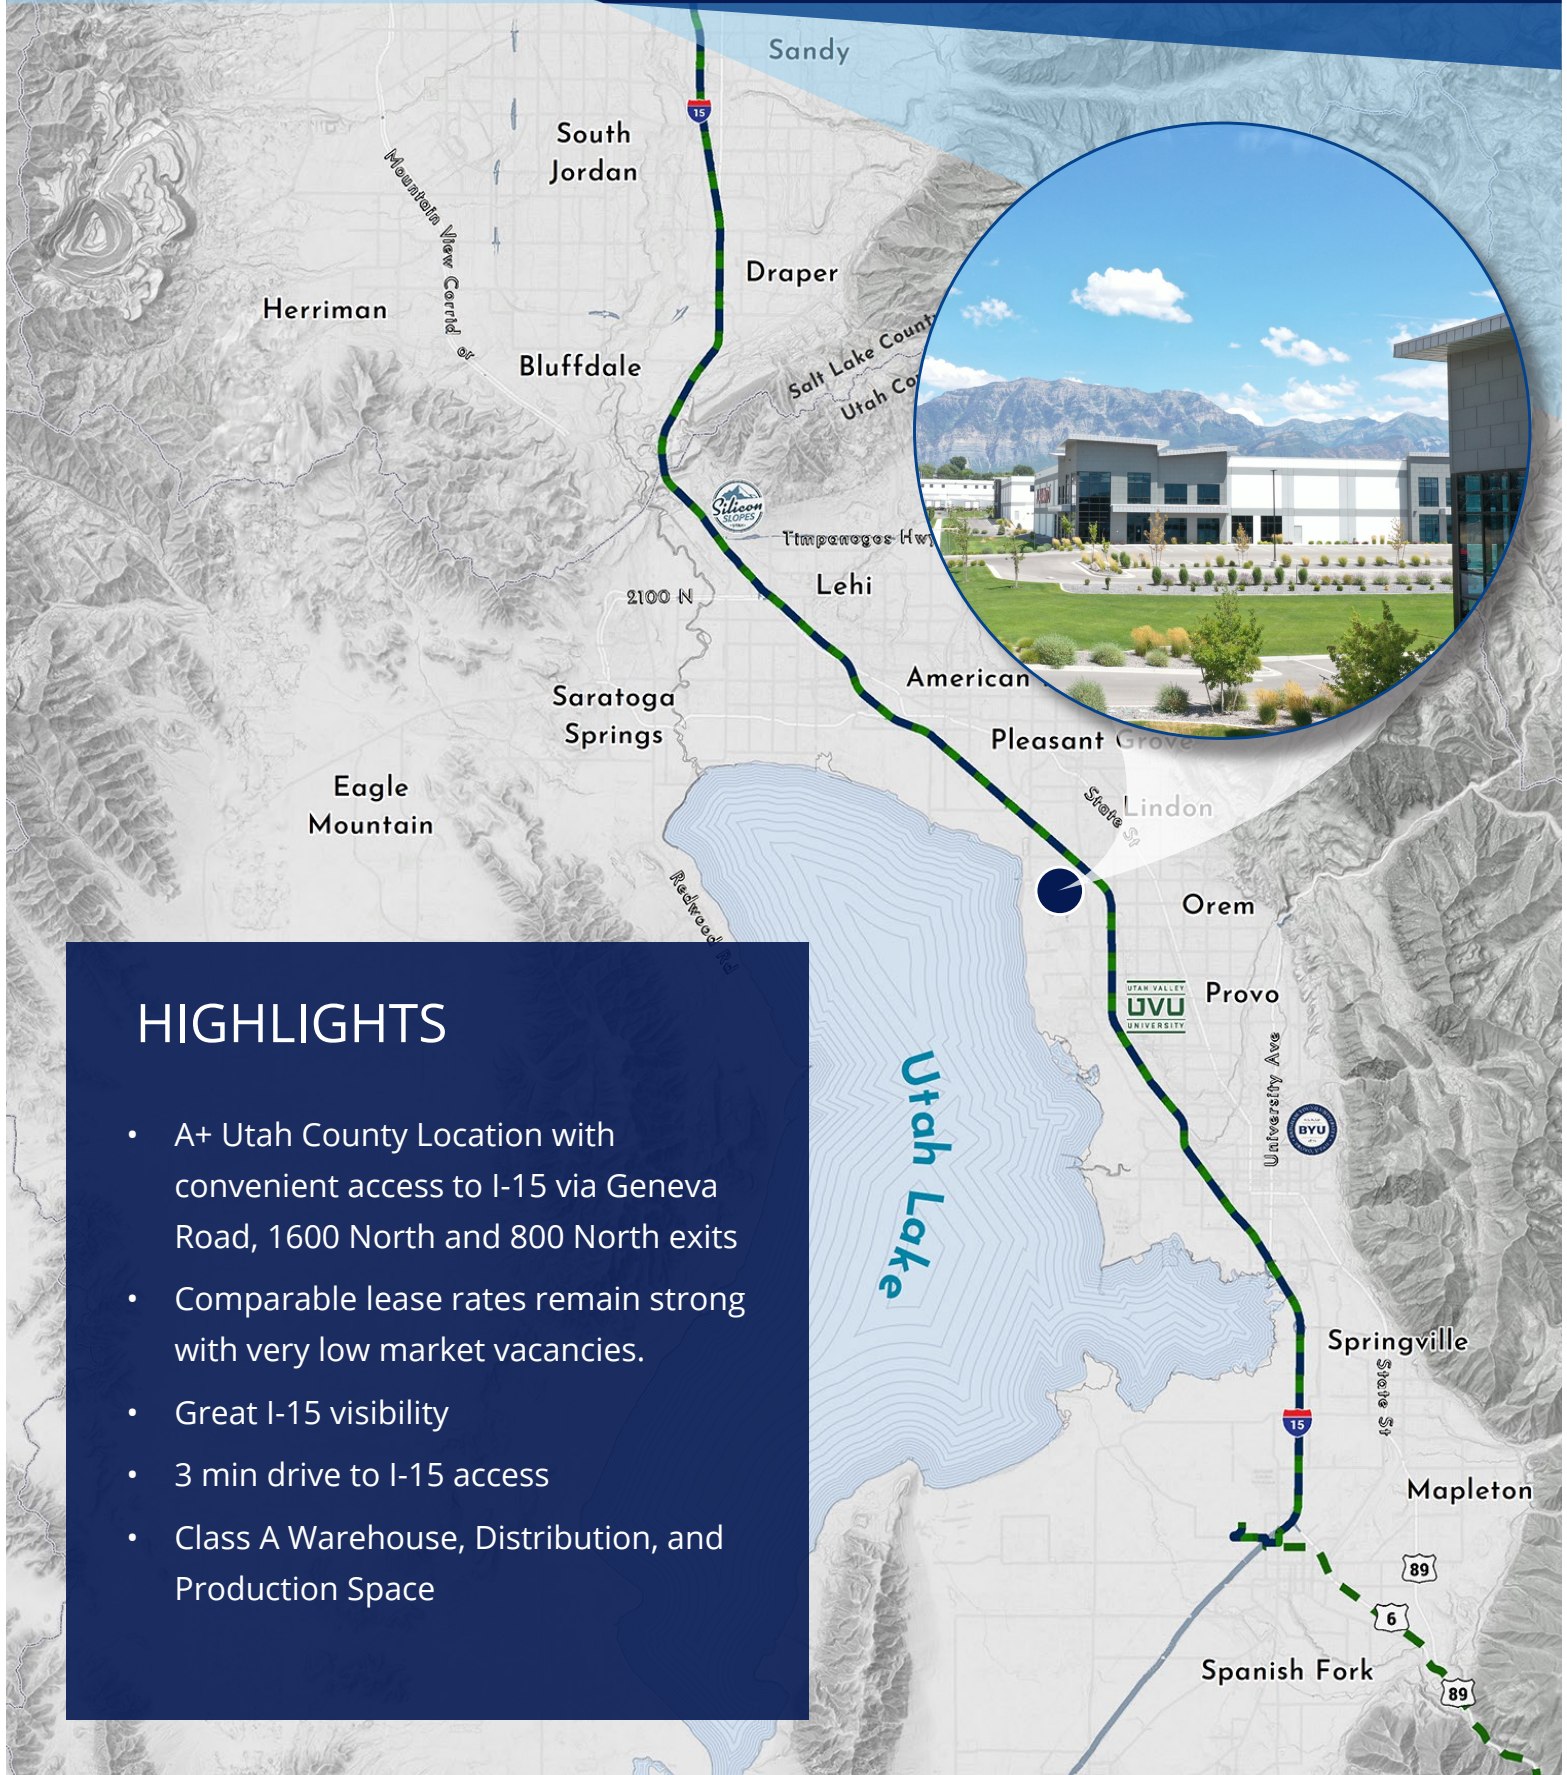 Sandy
15
South
Jordan
Mountain View Corrid or
Draper
Herriman
Salt Lake County
Bluffdale
Utah
Silicon
SLOPES
Timpanogos Hwy
Lehi
2100 N
American
Saratoga
Springs
Pleasant Grove
Eagle
Mountain
State St
Lindon
Redwood Rd
Orem
UTAH VALLEY
UVU
UNIVERSITY
Provo
University Ave
BYU
Utah Lake
HIGHLIGHTS
• A+ Utah County Location with
convenient access to I-15 via Geneva
Road, 1600 North and 800 North exits
• Comparable lease rates remain strong
with very low market vacancies.
• Great I-15 visibility
• 3 min drive to I-15 access
• Class A Warehouse, Distribution, and
Production Space
Springville
State St
15
Mapleton
89
6
Spanish Fork
89